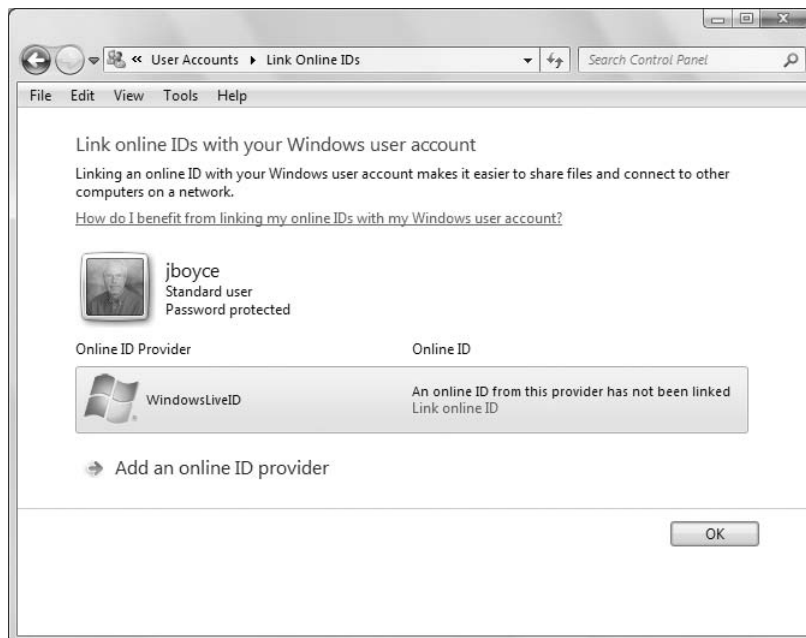 « User Accounts ▸ Link Online IDs
Search Control Panel
File Edit View Tools Help
Link online IDs with your Windows user account
Linking an online ID with your Windows user account makes it easier to share files and connect to other
computers on a network.
How do I benefit from linking my online IDs with my Windows user account?
jboyce
Standard user
Password protected
Online ID Provider Online ID
WindowsLiveID
An online ID from this provider has not been linked
Link online ID
Add an online ID provider
OK